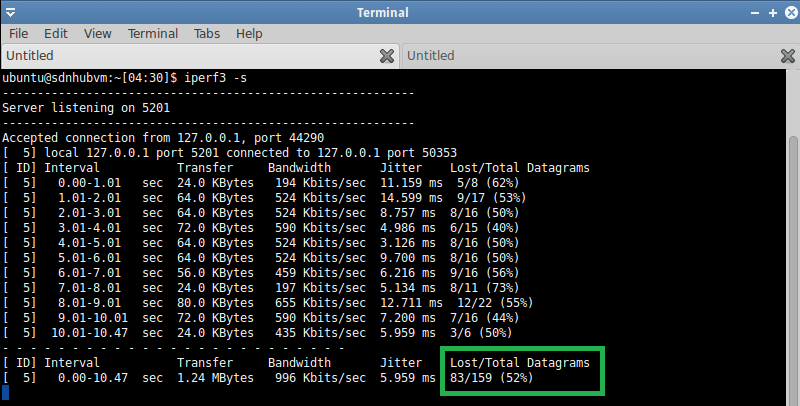 Terminal
File Edit View Terminal Tabs Help
Untitled Untitled
ubuntu@sdnhubvm:~[04:30]$ iperf3 -s
-----------------------------------------------------------
Server listening on 5201
-----------------------------------------------------------
Accepted connection from 127.0.0.1, port 44290
[  5] local 127.0.0.1 port 5201 connected to 127.0.0.1 port 50353
[ ID] Interval           Transfer     Bandwidth       Jitter    Lost/Total Datagrams
[  5]   0.00-1.01   sec  24.0 KBytes   194 Kbits/sec  11.159 ms  5/8 (62%)
[  5]   1.01-2.01   sec  64.0 KBytes   524 Kbits/sec  14.599 ms  9/17 (53%)
[  5]   2.01-3.01   sec  64.0 KBytes   524 Kbits/sec  8.757 ms  8/16 (50%)
[  5]   3.01-4.01   sec  72.0 KBytes   590 Kbits/sec  4.986 ms  6/15 (40%)
[  5]   4.01-5.01   sec  64.0 KBytes   524 Kbits/sec  3.126 ms  8/16 (50%)
[  5]   5.01-6.01   sec  64.0 KBytes   524 Kbits/sec  9.700 ms  8/16 (50%)
[  5]   6.01-7.01   sec  56.0 KBytes   459 Kbits/sec  6.216 ms  9/16 (56%)
[  5]   7.01-8.01   sec  24.0 KBytes   197 Kbits/sec  5.134 ms  8/11 (73%)
[  5]   8.01-9.01   sec  80.0 KBytes   655 Kbits/sec  12.711 ms  12/22 (55%)
[  5]   9.01-10.01  sec  72.0 KBytes   590 Kbits/sec  7.200 ms  7/16 (44%)
[  5]  10.01-10.47  sec  24.0 KBytes   435 Kbits/sec  5.959 ms  3/6 (50%)
- - - - - - - - - - - - - - - - - - - - - - - - -
[ ID] Interval           Transfer     Bandwidth       Jitter    Lost/Total Datagrams
[  5]   0.00-10.47  sec  1.24 MBytes   996 Kbits/sec  5.959 ms  83/159 (52%)